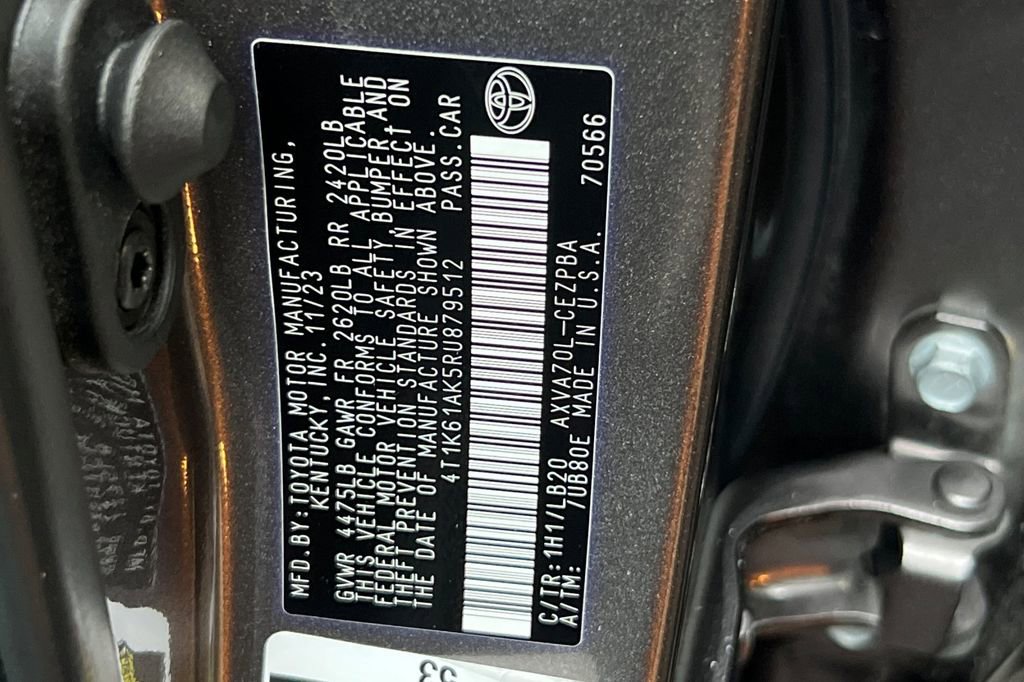 MFD.BY:TOYOTA MOTOR MANUFACTURING,
KENTUCKY, INC. 11/23
GVWR 4475LB GAWR FR 2620LB RR 2420LB
THIS VEHICLE CONFORMS TO ALL APPLICABLE
FEDERAL MOTOR VEHICLE SAFETY, BUMPER, AND
THEFT PREVENTION STANDARDS IN EFFECT ON
THE DATE OF MANUFACTURE SHOWN ABOVE.
4T1K61AK5RU879512 PASS.CAR
C/TR:1H1/LB20 AXVA70L-CEZPBA
A/TM: /UB80E MADE IN U.S.A. 70566